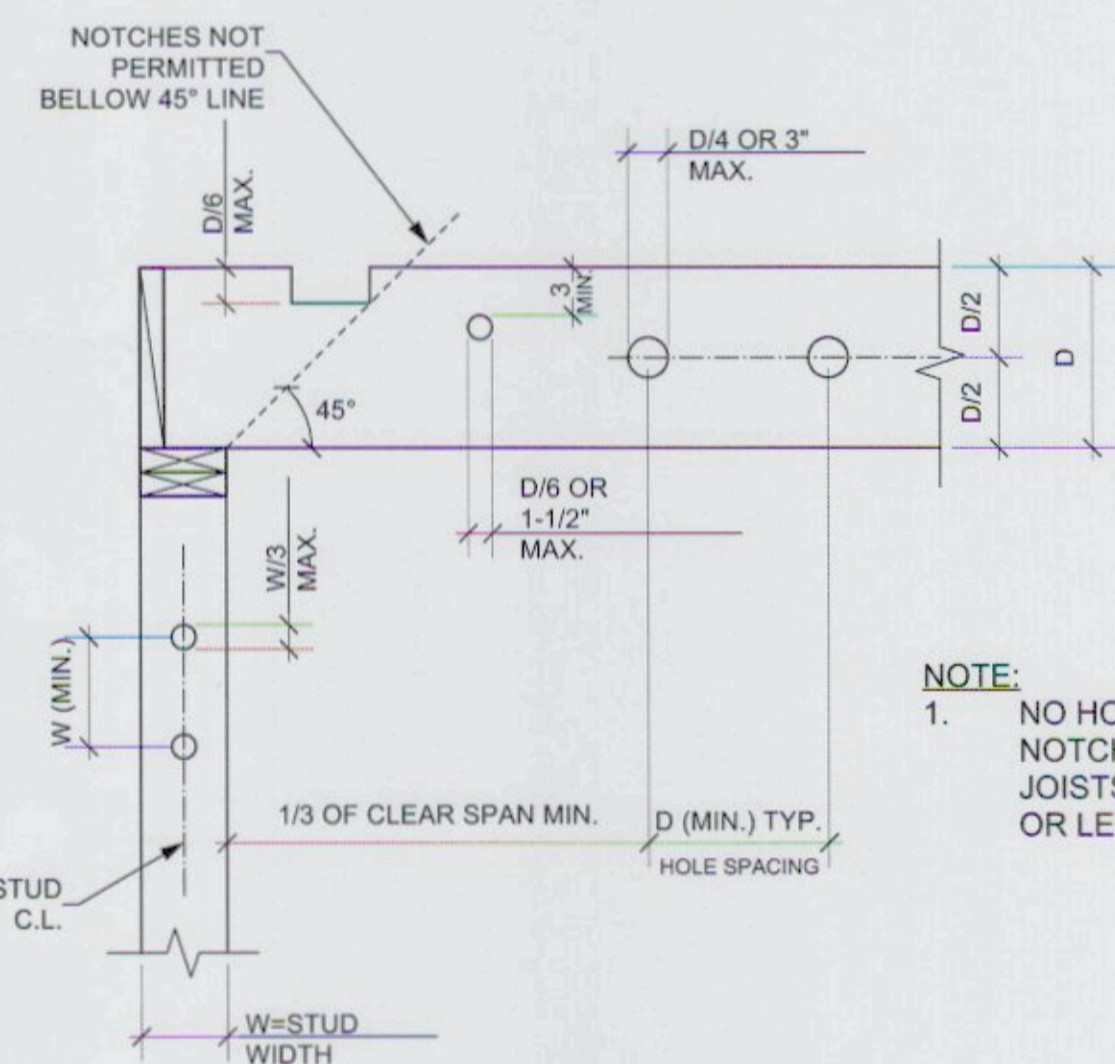 NOTCHES NOT
PERMITTED
BELLOW 45° LINE
D/6
MAX.
D/4 OR 3"
MAX.
3
MIN.
D/2
D/2
D
45°
D/6 OR
1-1/2"
MAX.
W/3
MAX.
W (MIN.)
NOTE:
1. NO HO
NOTCH
JOISTS
OR LE
1/3 OF CLEAR SPAN MIN.
D (MIN.) TYP.
HOLE SPACING
STUD
C.L.
W=STUD
WIDTH